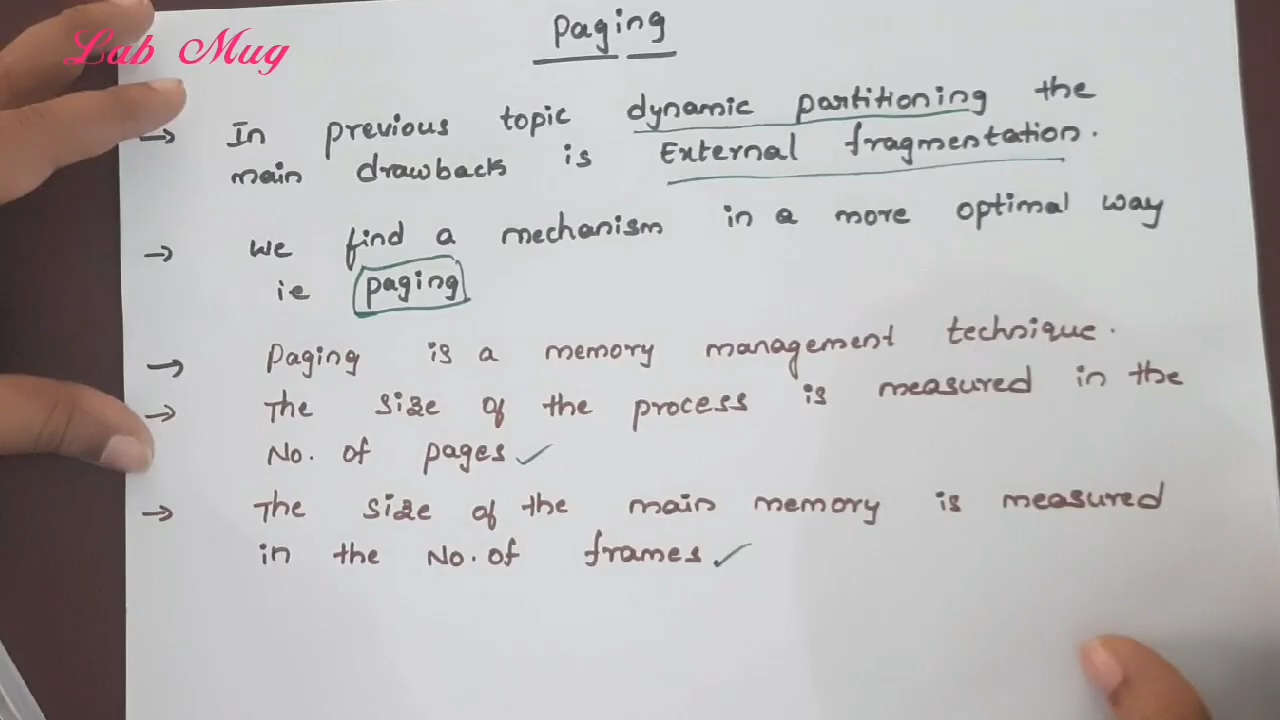 Lab Mug
Paging
→ In previous topic dynamic partitioning the
main drawback is External fragmentation.
→ We find a mechanism in a more optimal way
ie paging
→ Paging is a memory management technique.
→ The size of the process is measured in the
No. of pages ✓
→ The size of the main memory is measured
in the No. of frames ✓